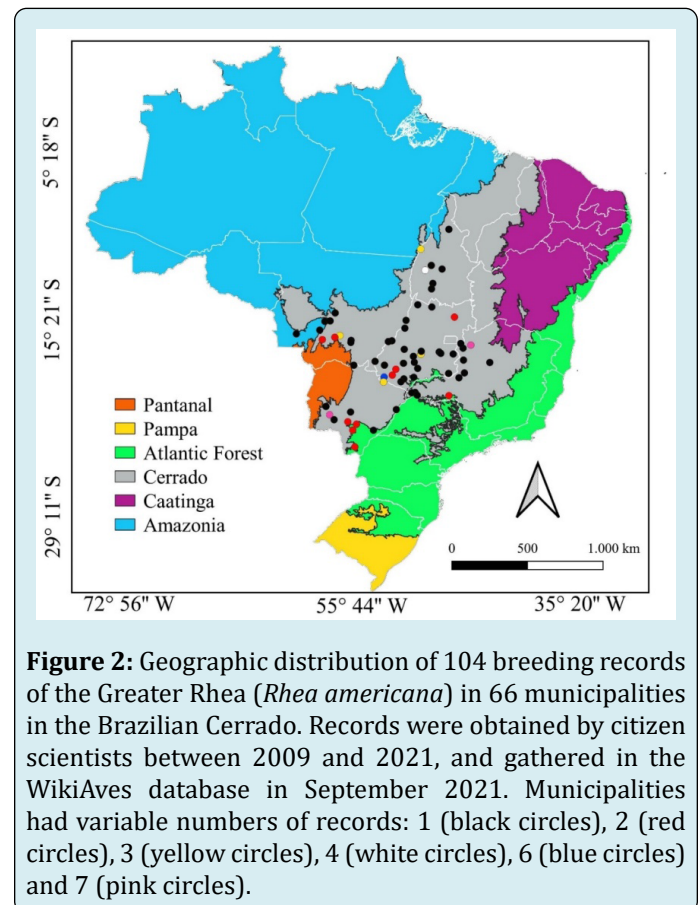 5° 18" S
15° 21" S
29° 11" S
Pantanal
Pampa
Atlantic Forest
Cerrado
Caatinga
Amazonia
0 500 1.000 km
72° 56" W 55° 44" W 35° 20" W
Figure 2: Geographic distribution of 104 breeding records
of the Greater Rhea (Rhea americana) in 66 municipalities
in the Brazilian Cerrado. Records were obtained by citizen
scientists between 2009 and 2021, and gathered in the
WikiAves database in September 2021. Municipalities
had variable numbers of records: 1 (black circles), 2 (red
circles), 3 (yellow circles), 4 (white circles), 6 (blue circles)
and 7 (pink circles).